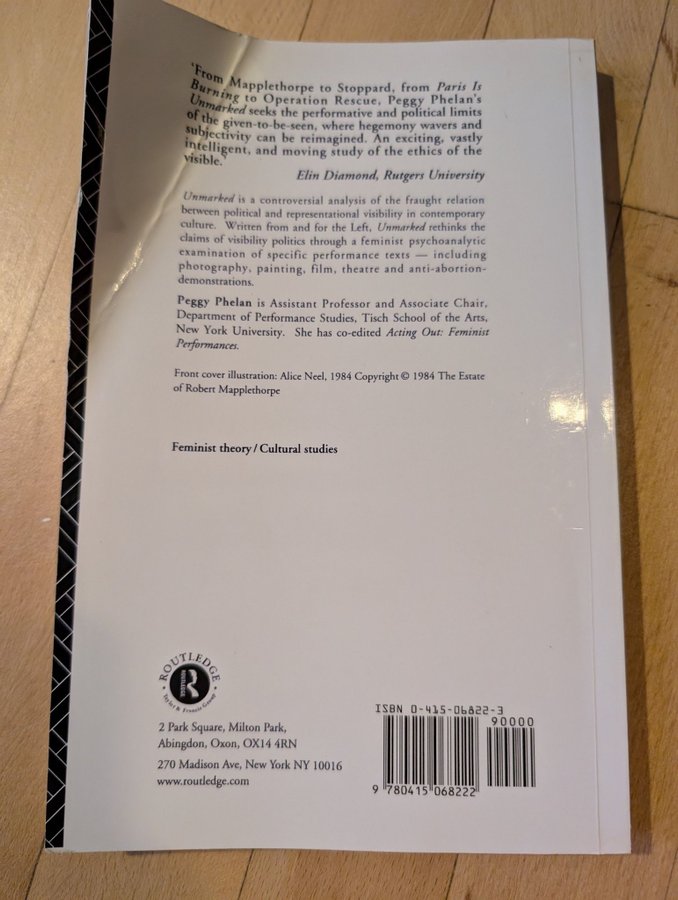 ‘From Mapplethorpe to Stoppard, from Paris Is
Burning to Operation Rescue, Peggy Phelan's
Unmarked seeks the performative and political limits
of the given-to-be-seen, where hegemony wavers and
subjectivity can be reimagined. An exciting, vastly
intelligent, and moving study of the ethics of the
visible.’
Elin Diamond, Rutgers University
Unmarked is a controversial analysis of the fraught relation
between political and representational visibility in contemporary
culture. Written from and for the Left, Unmarked rethinks the
claims of visibility politics through a feminist psychoanalytic
examination of specific performance texts — including
photography, painting, film, theatre and anti-abortion-
demonstrations.
Peggy Phelan is Assistant Professor and Associate Chair,
Department of Performance Studies, Tisch School of the Arts,
New York University. She has co-edited Acting Out: Feminist
Performances.
Front cover illustration: Alice Neel, 1984 Copyright © 1984 The Estate
of Robert Mapplethorpe
Feminist theory / Cultural studies
ROUTLEDGE
ROUTLEDGE
Taylor & Francis Group
2 Park Square, Milton Park,
Abingdon, Oxon, OX14 4RN
270 Madison Ave, New York NY 10016
www.routledge.com
ISBN 0-415-06822-3
90000
9 780415 068222